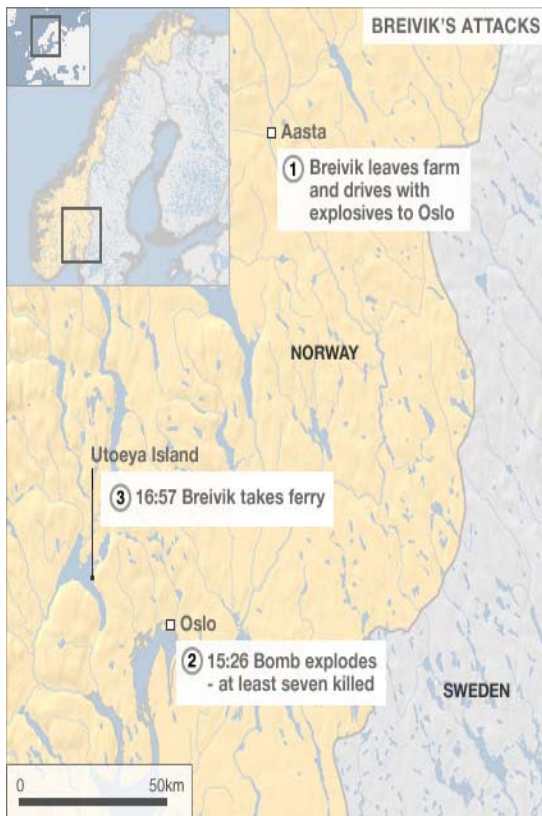 BREIVIK'S ATTACKS
Aasta
1 Breivik leaves farm
and drives with
explosives to Oslo
NORWAY
Utoeya Island
3 16:57 Breivik takes ferry
Oslo
2 15:26 Bomb explodes
- at least seven killed
SWEDEN
0 50km